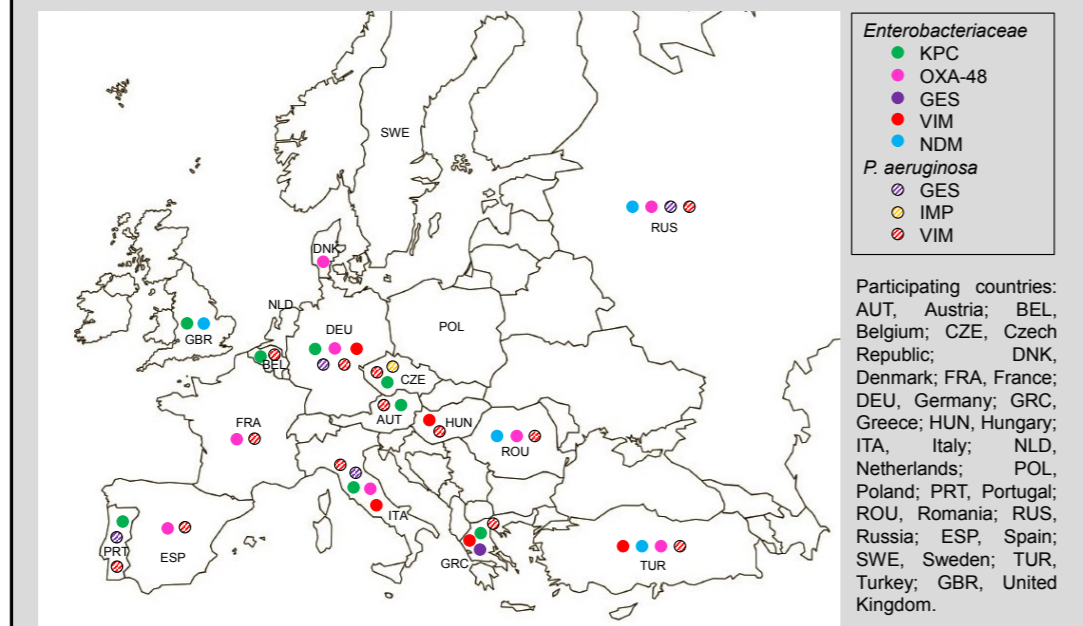 SWE
RUS
DNK
NLD
DEU
POL
GBR
BEL
CZE
AUT
HUN
FRA
ROU
ITA
PRT
ESP
GRC
TUR
Enterobacteriaceae
KPC
OXA-48
GES
VIM
NDM
P. aeruginosa
GES
IMP
VIM
Participating countries:
AUT, Austria; BEL,
Belgium; CZE, Czech
Republic; DNK,
Denmark; FRA, France;
DEU, Germany; GRC,
Greece; HUN, Hungary;
ITA, Italy; NLD,
Netherlands; POL,
Poland; PRT, Portugal;
ROU, Romania; RUS,
Russia; ESP, Spain;
SWE, Sweden; TUR,
Turkey; GBR, United
Kingdom.